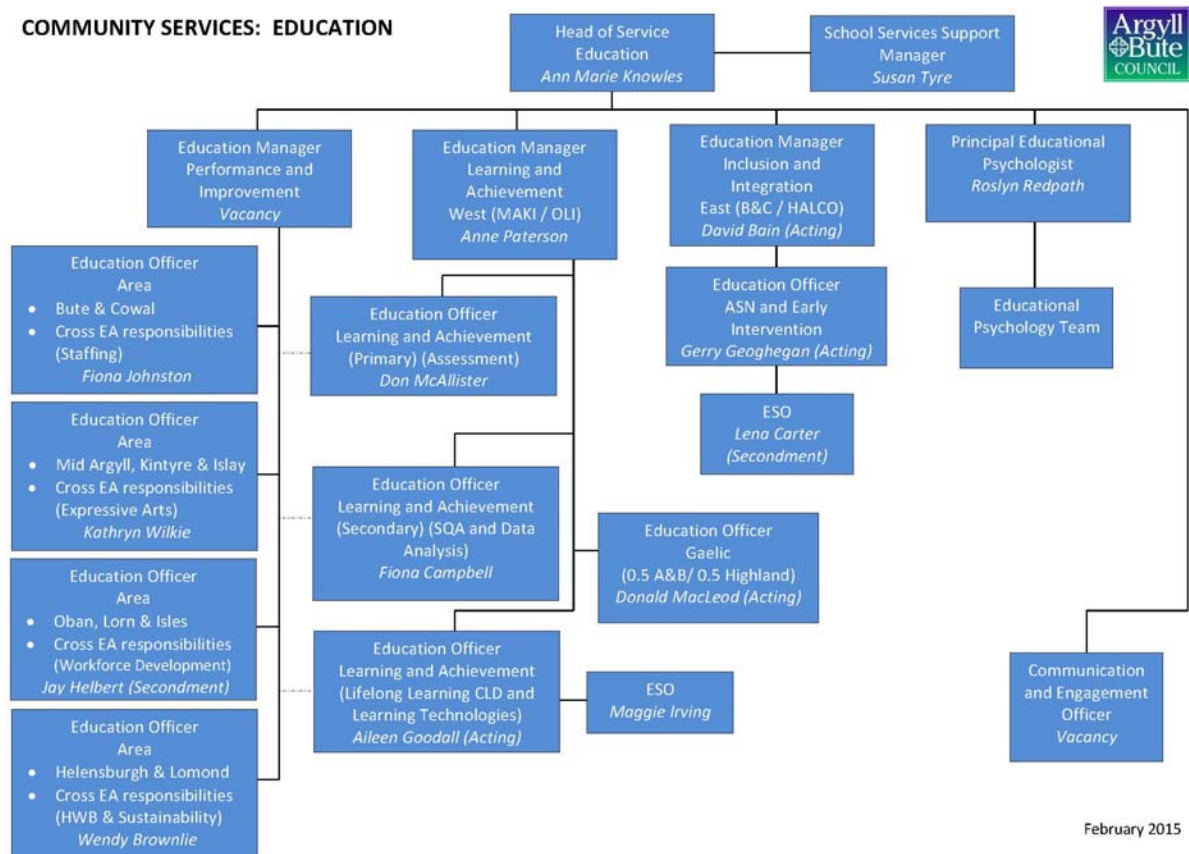 COMMUNITY SERVICES: EDUCATION
Head of Service
Education
Ann Marie Knowles
School Services Support
Manager
Susan Tyre
Argyll
Bute
COUNCIL
Education Manager
Performance and
Improvement
Vacancy
Education Manager
Learning and
Achievement
West (MAKI / OLI)
Anne Paterson
Education Manager
Inclusion and
Integration
East (B&C / HALCO)
David Bain (Acting)
Principal Educational
Psychologist
Roslyn Redpath
Education Officer
Area
• Bute & Cowal
• Cross EA responsibilities
(Staffing)
Fiona Johnston
Education Officer
Learning and Achievement
(Primary) (Assessment)
Don McAllister
Education Officer
ASN and Early
Intervention
Gerry Geoghegan (Acting)
Educational
Psychology Team
ESO
Lena Carter
(Secondment)
Education Officer
Area
• Mid Argyll, Kintyre & Islay
• Cross EA responsibilities
(Expressive Arts)
Kathryn Wilkie
Education Officer
Learning and Achievement
(Secondary) (SQA and Data
Analysis)
Fiona Campbell
Education Officer
Gaelic
(0.5 A&B/ 0.5 Highland)
Donald MacLeod (Acting)
Education Officer
Area
• Oban, Lorn & Isles
• Cross EA responsibilities
(Workforce Development)
Jay Helbert (Secondment)
Education Officer
Learning and Achievement
(Lifelong Learning CLD and
Learning Technologies)
Aileen Goodall (Acting)
ESO
Maggie Irving
Communication
and Engagement
Officer
Vacancy
Education Officer
Area
• Helensburgh & Lomond
• Cross EA responsibilities
(HWB & Sustainability)
Wendy Brownlie
February 2015